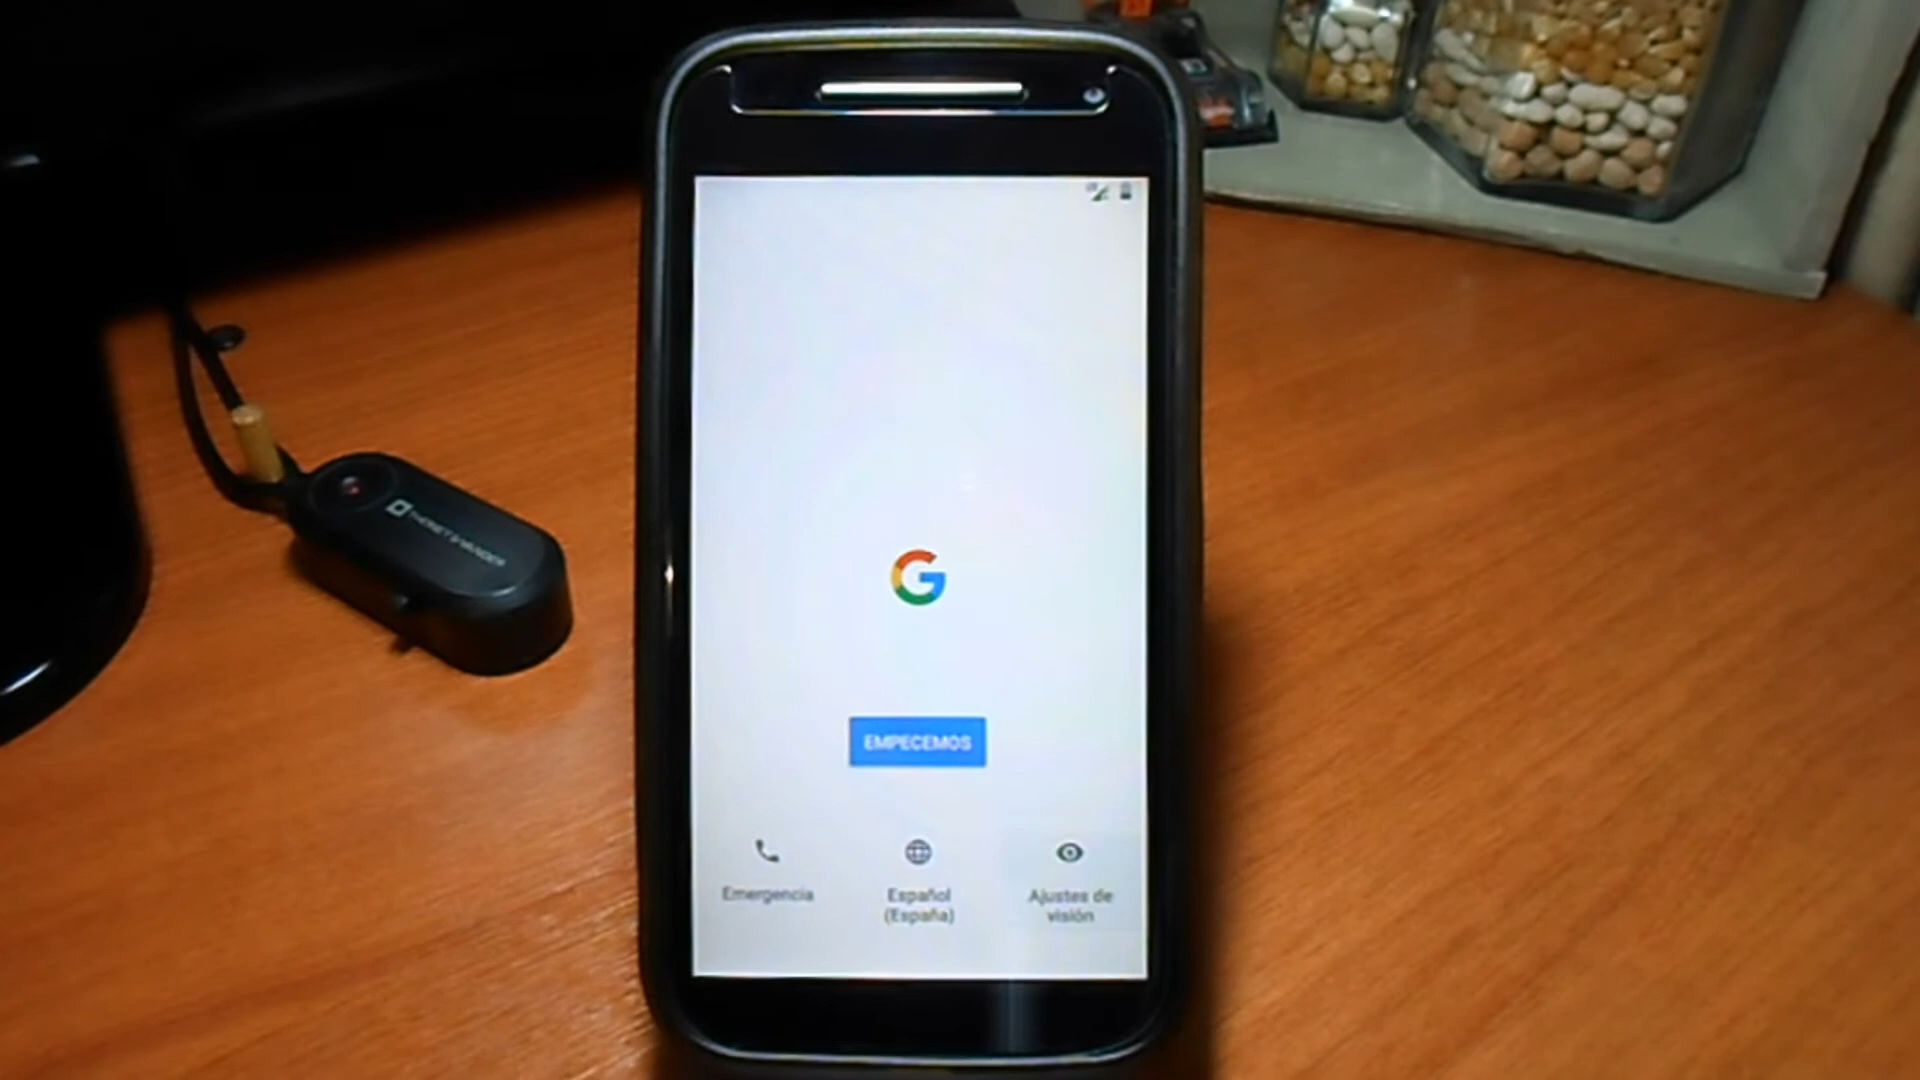 G
EMPECEMOS
Emergencia
Español
(España)
Ajustes de
visión